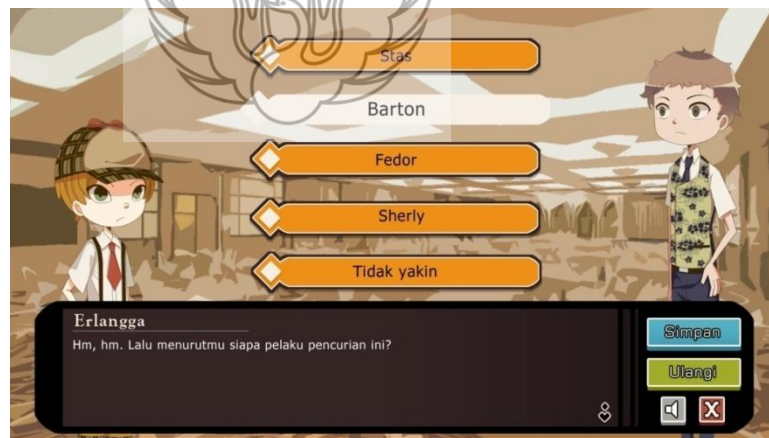 Stas
Barton
Fedor
Sherly
Tidak yakin
Erlangga
Hm, hm. Lalu menurutmu siapa pelaku pencurian ini?
Simpan
Ulangi
X